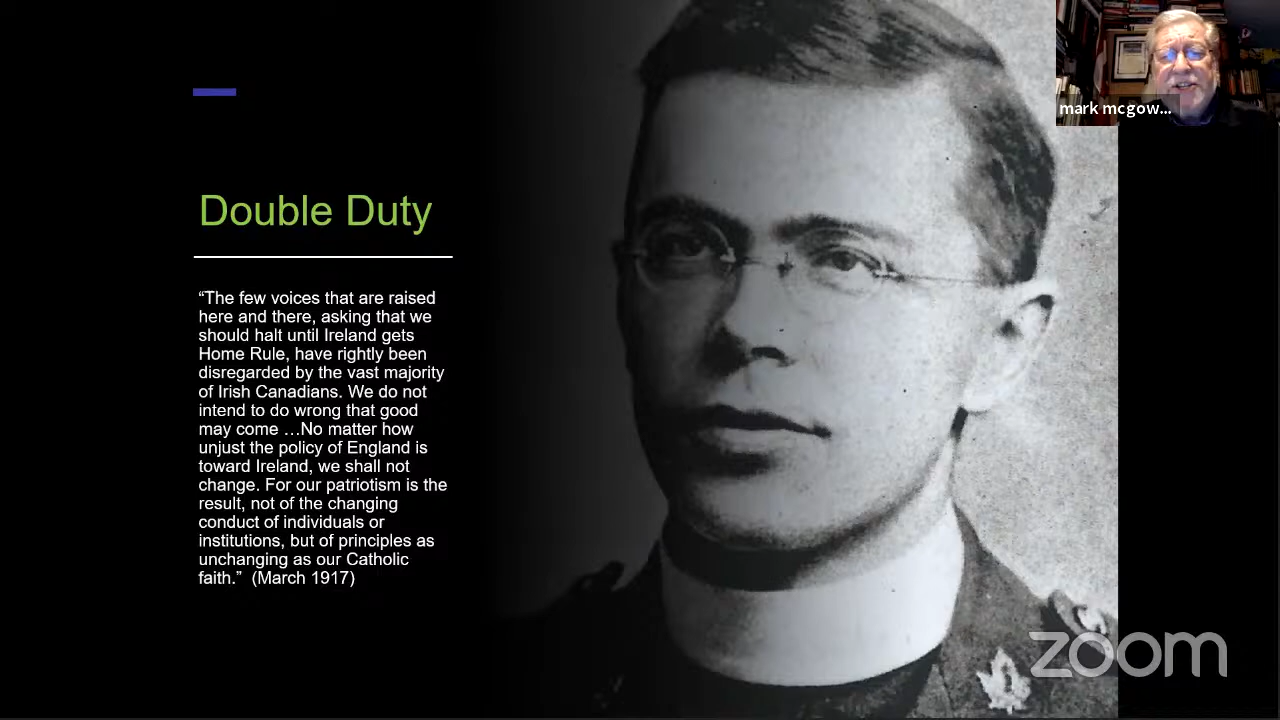 mark mcgow...
Double Duty
“The few voices that are raised
here and there, asking that we
should halt until Ireland gets
Home Rule, have rightly been
disregarded by the vast majority
of Irish Canadians. We do not
intend to do wrong that good
may come …No matter how
unjust the policy of England is
toward Ireland, we shall not
change. For our patriotism is the
result, not of the changing
conduct of individuals or
institutions, but of principles as
unchanging as our Catholic
faith.”  (March 1917)
zoom